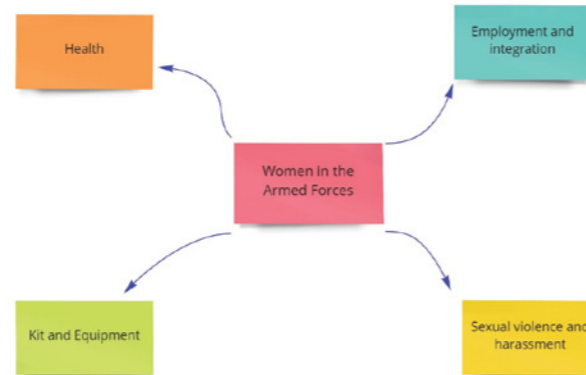 Health
Employment and
integration
Women in the
Armed Forces
Kit and Equipment
Sexual violence and
harassment